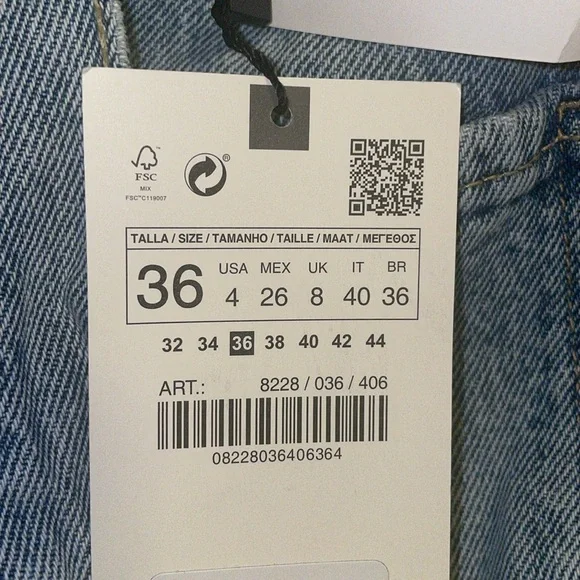 FSC™
MIX
FSC™C119007
®
TALLA / SIZE / TAMANHO / TAILLE / MAAT / ΜΕΓΕΘΟΣ
36 USA MEX UK IT BR
4 26 8 40 36
32 34 36 38 40 42 44
ART.: 8228 / 036 / 406
08228036406364